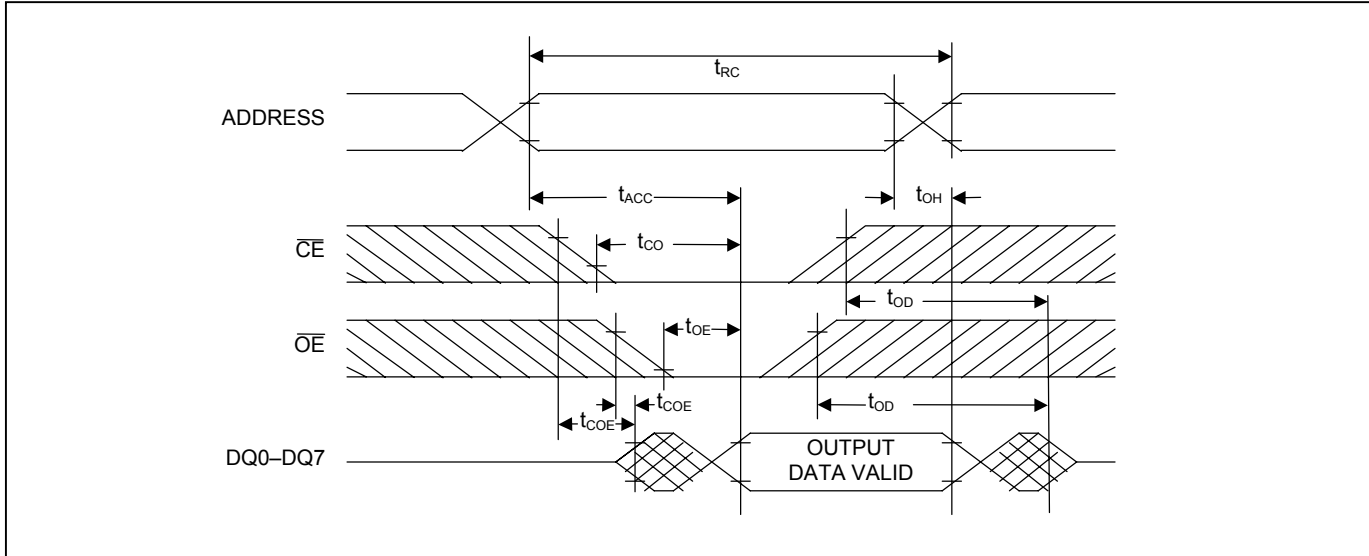 tRC
ADDRESS
tACC
tOH
CE
tCO
tOD
OE
tOE
tOD
tCOE
tCOE
DQ0–DQ7
OUTPUT
DATA VALID